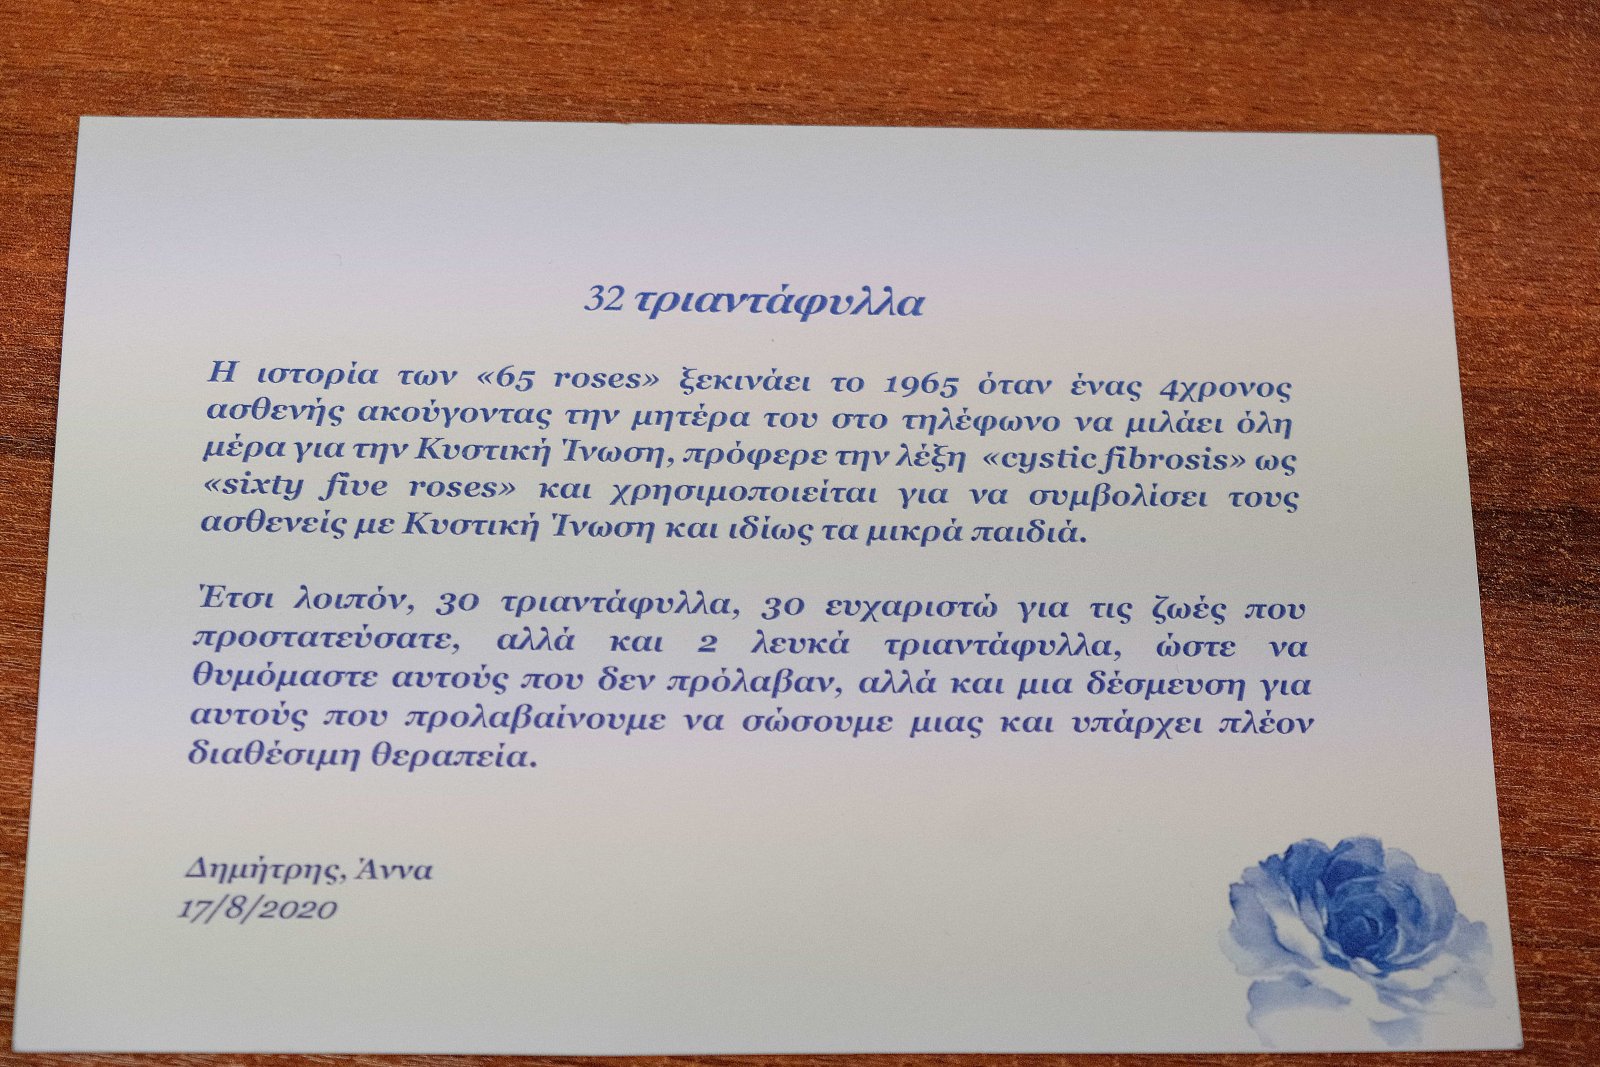 32 τριαντάφυλλα
Η ιστορία των «65 roses» ξεκινάει το 1965 όταν ένας 4χρονος
ασθενής ακούγοντας την μητέρα του στο τηλέφωνο να μιλάει όλη
μέρα για την Κυστική Ίνωση, πρόφερε την λέξη «cystic fibrosis» ως
«sixty five roses» και χρησιμοποιείται για να συμβολίσει τους
ασθενείς με Κυστική Ίνωση και ιδίως τα μικρά παιδιά.
Έτσι λοιπόν, 30 τριαντάφυλλα, 30 ευχαριστώ για τις ζωές που
προστατεύσατε, αλλά και 2 λευκά τριαντάφυλλα, ώστε να
θυμόμαστε αυτούς που δεν πρόλαβαν, αλλά και μια δέσμευση για
αυτούς που προλαβαίνουμε να σώσουμε μιας και υπάρχει πλέον
διαθέσιμη θεραπεία.
Δημήτρης, Άννα
17/8/2020